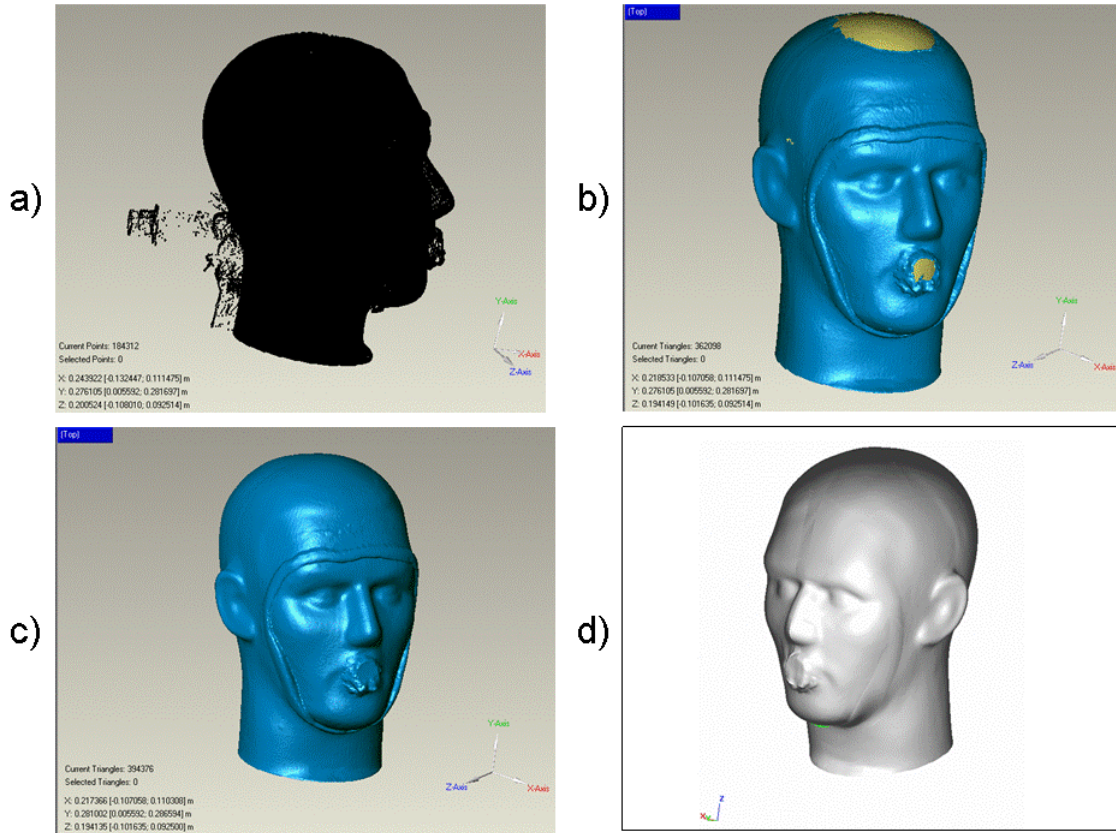 a)
Y-Axis
X-Axis
Z-Axis
Current Points: 184312
Selected Points: 0
X: 0.243922 [-0.132447; 0.111475] m
Y: 0.276105 [0.005592; 0.281697] m
Z: 0.200524 [-0.108010; 0.092514] m
b)
(Top)
Y-Axis
Z-Axis
X-Axis
Current Triangles: 362098
Selected Triangles: 0
X: 0.218533 [-0.107058; 0.111475] m
Y: 0.276105 [0.005592; 0.281697] m
Z: 0.194149 [-0.101635; 0.092514] m
c)
(Top)
Y-Axis
Z-Axis
X-Axis
Current Triangles: 394376
Selected Triangles: 0
X: 0.217366 [-0.107058; 0.110308] m
Y: 0.281002 [0.005592; 0.286594] m
Z: 0.194135 [-0.101635; 0.092500] m
d)
Z
X